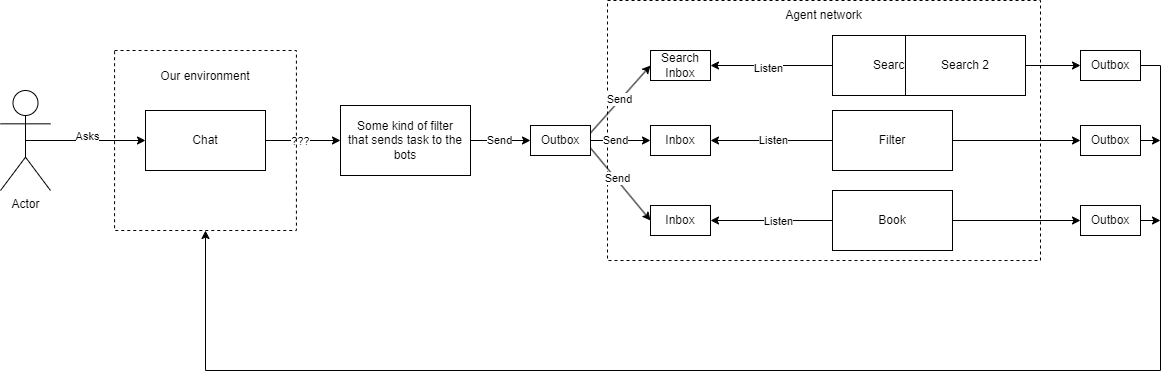 Agent network
Our environment
Actor
Asks
Chat
???
Some kind of filter
that sends task to the
bots
Send
Outbox
Send
Send
Send
Search
Inbox
Listen
Searc
Search 2
Outbox
Inbox
Listen
Filter
Outbox
Inbox
Listen
Book
Outbox